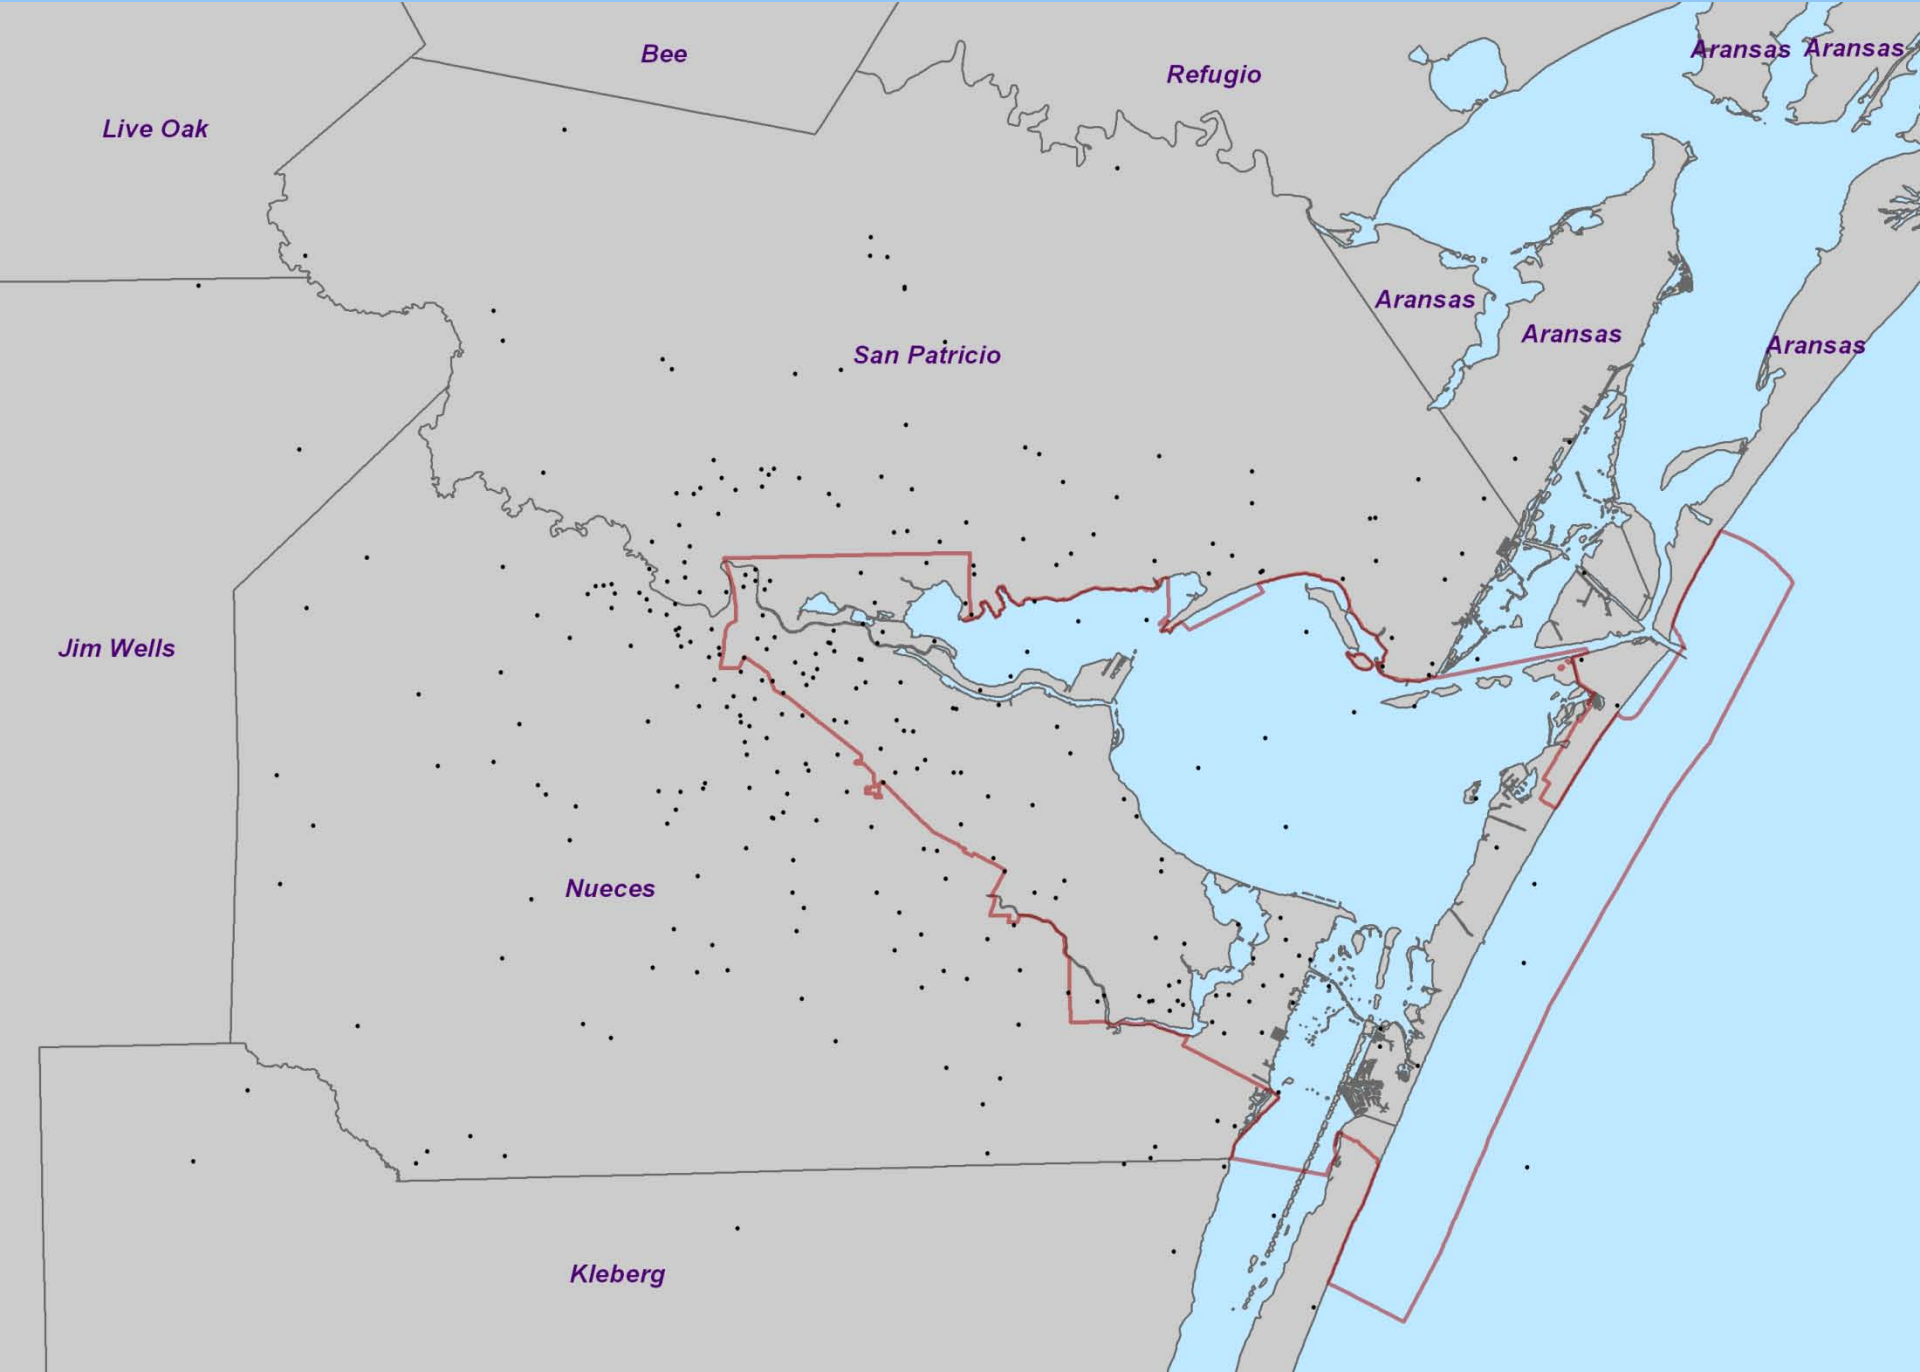 Bee
Refugio
Aransas
Aransas
Live Oak
Aransas
Aransas
Aransas
San Patricio
Jim Wells
Nueces
Kleberg